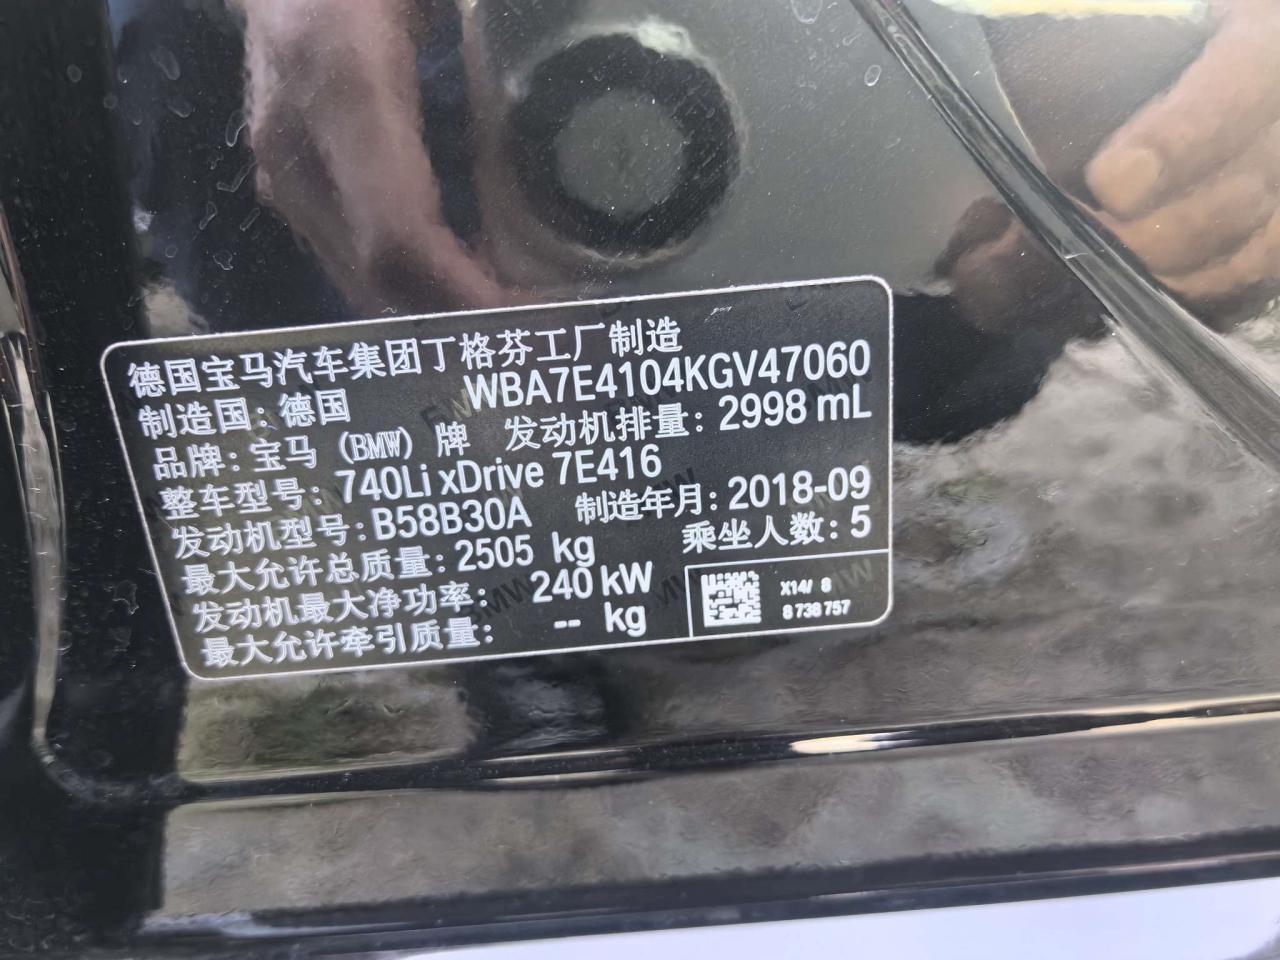 德国宝马汽车集团丁格芬工厂制造
制造国：德国 WBA7E4104KGV47060
品牌：宝马 (BMW) 牌 发动机排量：2998 mL
整车型号：740Li xDrive 7E416
发动机型号：B58B30A 制造年月：2018-09
最大允许总质量：2505 kg 乘坐人数：5
发动机最大净功率： 240 kW
最大允许牵引质量： -- kg
X14/ 8
8 738 757